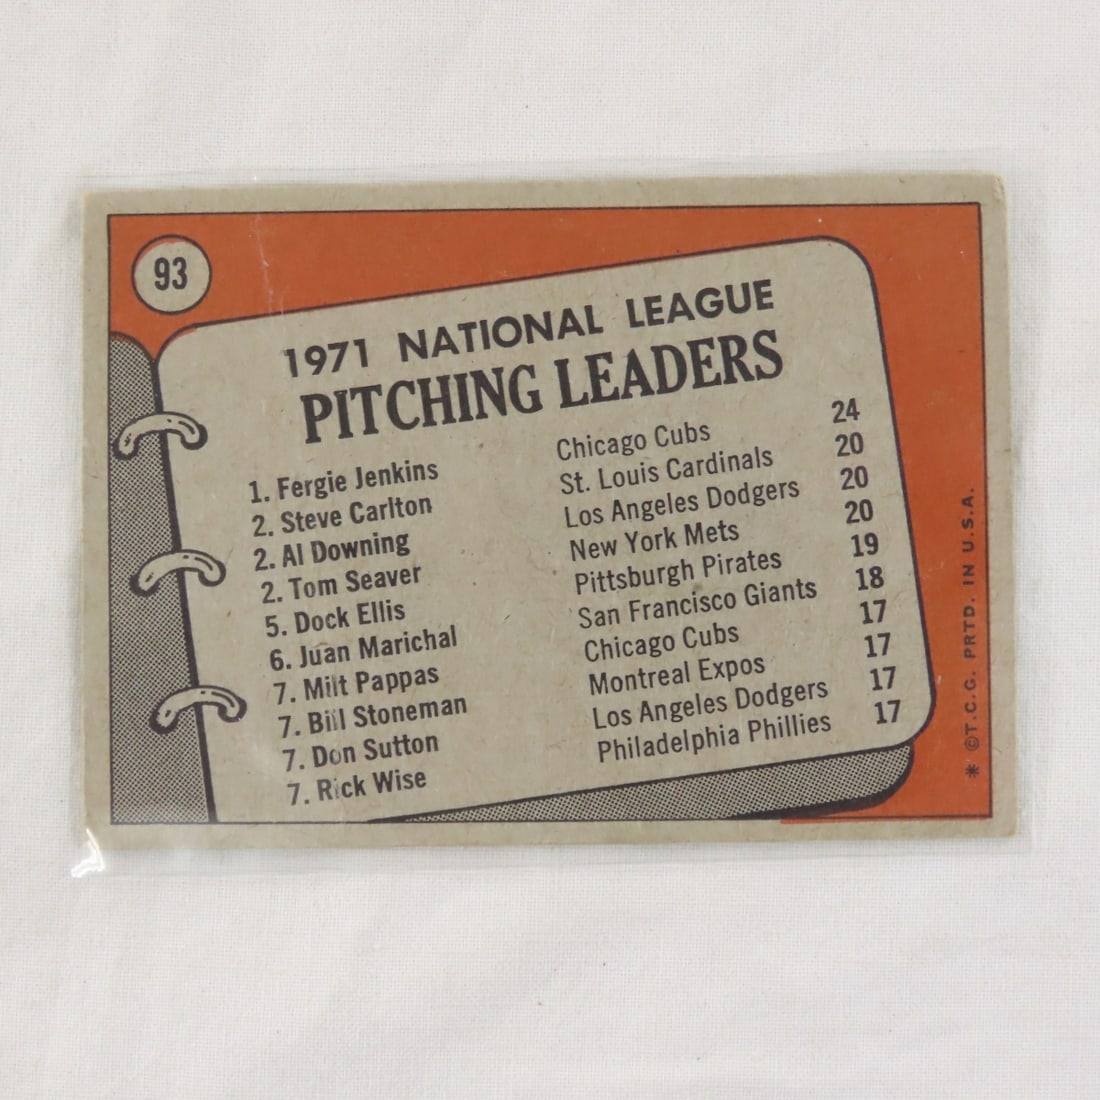 93
1971 NATIONAL LEAGUE
PITCHING LEADERS
1. Fergie Jenkins Chicago Cubs 24
2. Steve Carlton St. Louis Cardinals 20
2. Al Downing Los Angeles Dodgers 20
2. Tom Seaver New York Mets 20
5. Dock Ellis Pittsburgh Pirates 19
6. Juan Marichal San Francisco Giants 18
7. Milt Pappas Chicago Cubs 17
7. Bill Stoneman Montreal Expos 17
7. Don Sutton Los Angeles Dodgers 17
7. Rick Wise Philadelphia Phillies 17
* ©T.C.G. PRTD. IN U.S.A.